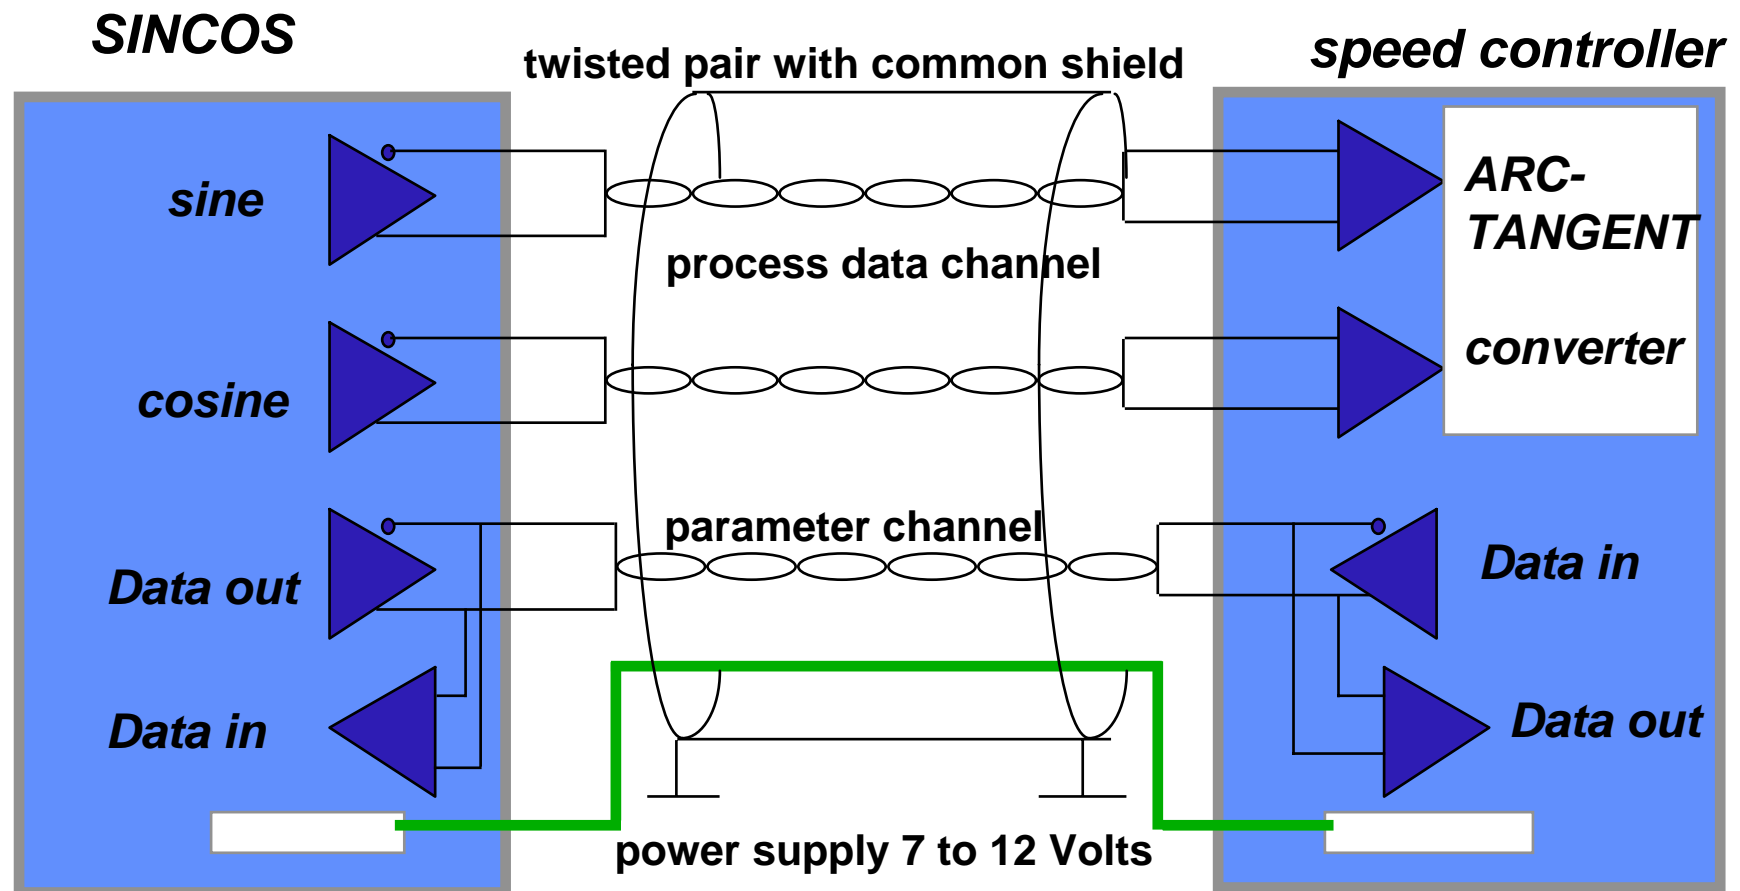 SINCOS
twisted pair with common shield
speed controller
sine
ARC-
TANGENT
process data channel
converter
cosine
parameter channel
Data out
Data in
Data in
Data out
power supply 7 to 12 Volts